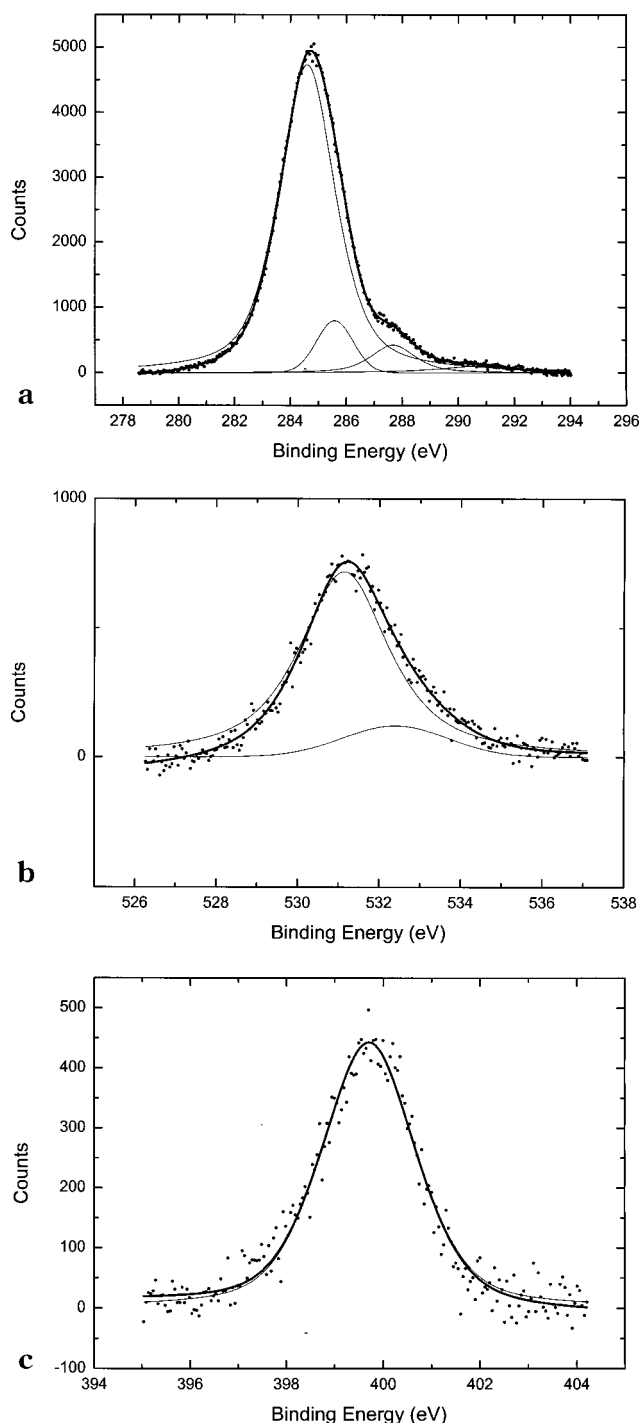 5000
4000
3000
2000
1000
0
Counts
278 280 282 284 286 288 290 292 294 296
Binding Energy (eV)
a
1000
0
Counts
526 528 530 532 534 536 538
Binding Energy (eV)
b
500
400
300
200
100
0
-100
Counts
394 396 398 400 402 404
Binding Energy (eV)
c